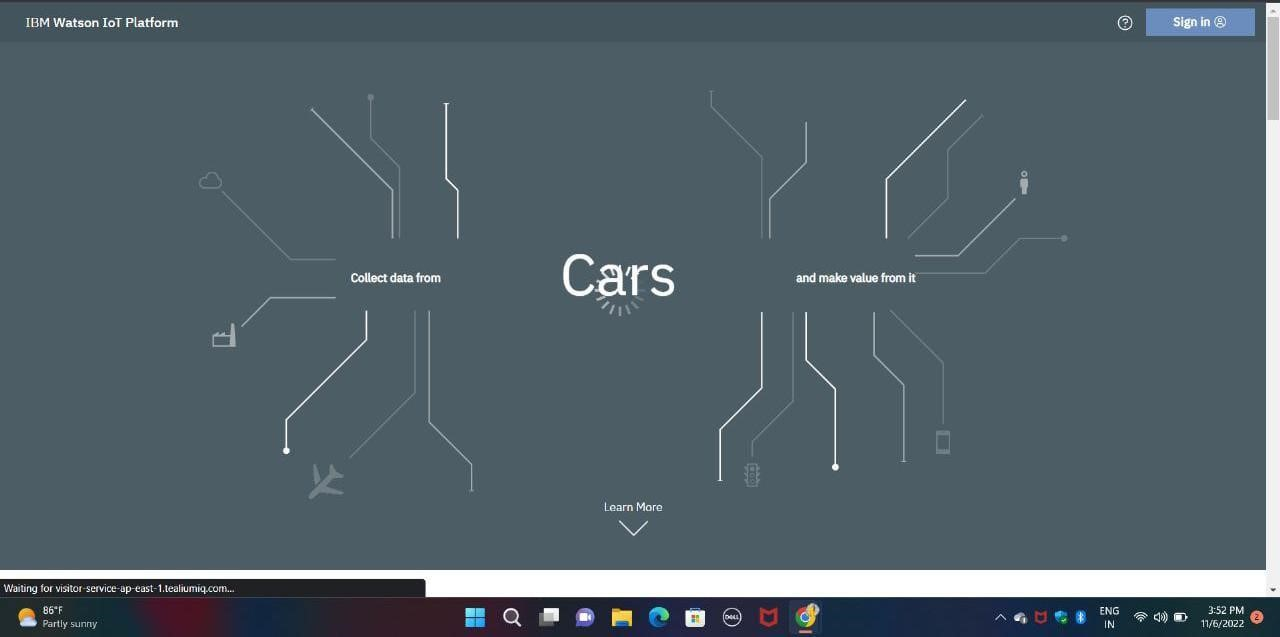 IBM Watson IoT Platform
Sign in
Collect data from
Cars
and make value from it
Learn More
Waiting for visitor-service-ap-east-1.tealiumiq.com...
86°F
Partly sunny
DELL
ENG
IN
3:52 PM
11/6/2022
2